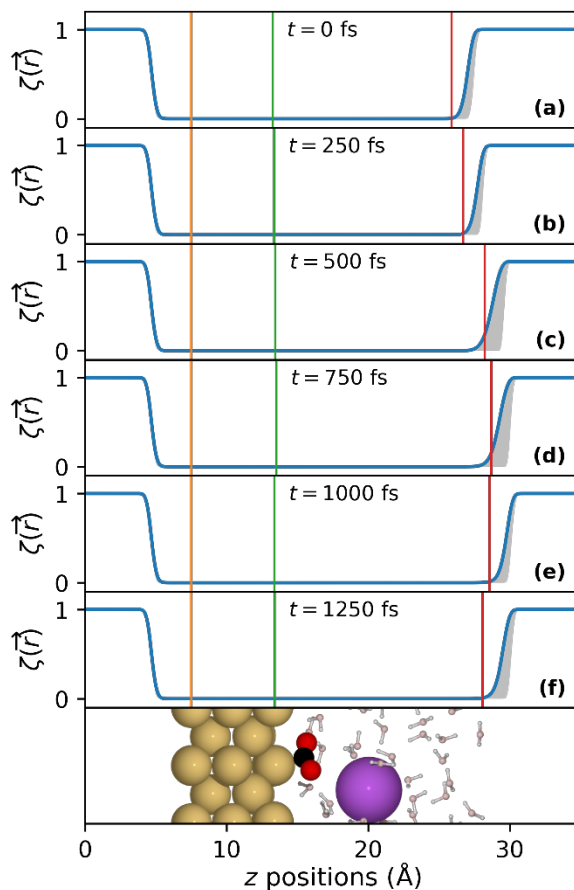 1
0
ζ(r⃗)
t = 0 fs
(a)
1
0
ζ(r⃗)
t = 250 fs
(b)
1
0
ζ(r⃗)
t = 500 fs
(c)
1
0
ζ(r⃗)
t = 750 fs
(d)
1
0
ζ(r⃗)
t = 1000 fs
(e)
1
0
ζ(r⃗)
t = 1250 fs
(f)
0 10 20 30
z positions (Å)